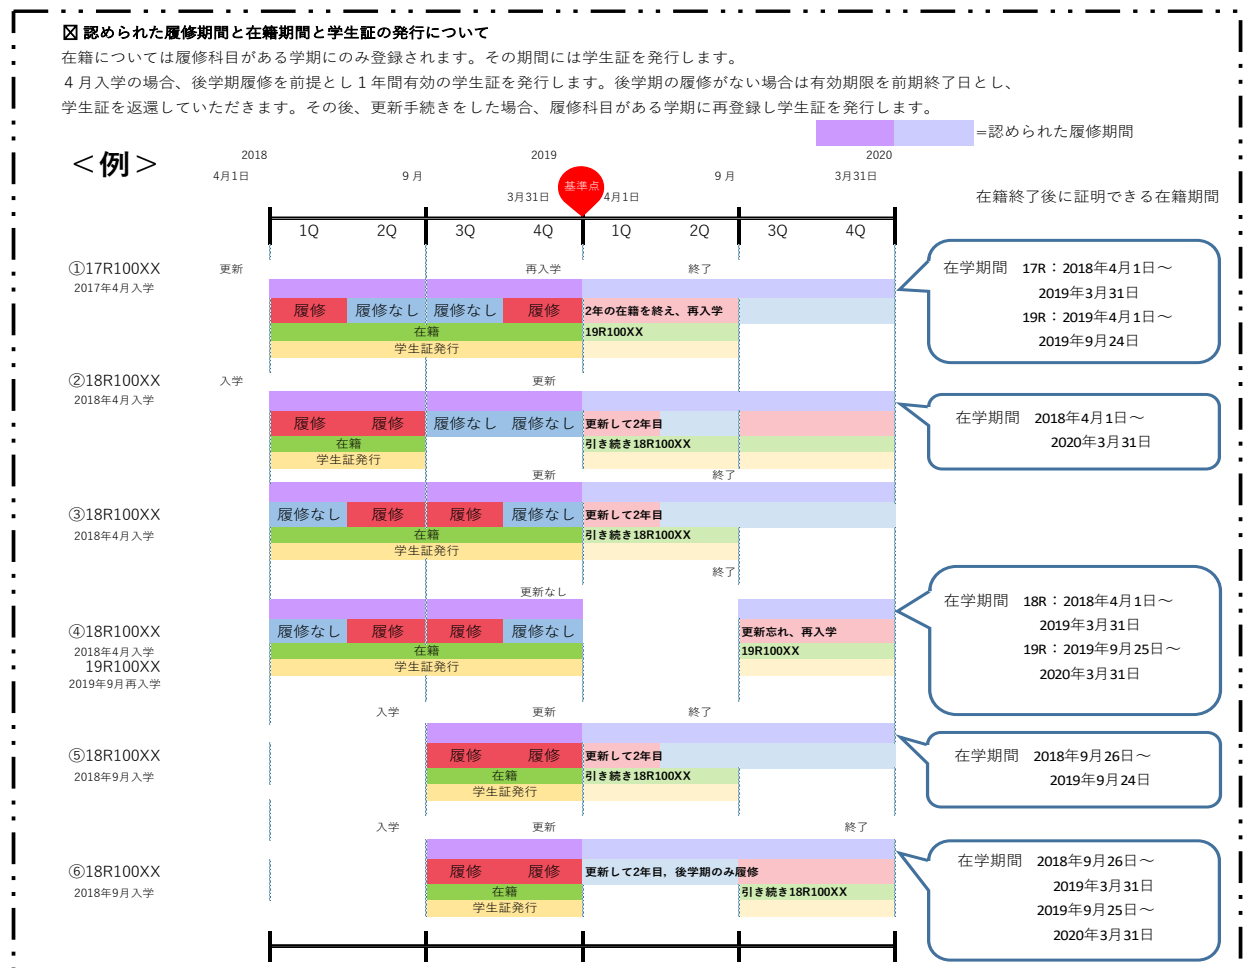 ☒ 認められた履修期間と在籍期間と学生証の発行について
在籍については履修科目がある学期にのみ登録されます。その期間には学生証を発行します。
４月入学の場合、後学期履修を前提とし１年間有効の学生証を発行します。後学期の履修がない場合は有効期限を前期終了日とし、
学生証を返還していただきます。その後、更新手続きをした場合、履修科目がある学期に再登録し学生証を発行します。
=認められた履修期間
＜例＞
2018 2019 2020
4月1日 9月 9月 3月31日
基準点
3月31日 4月1日
在籍終了後に証明できる在籍期間
1Q 2Q 3Q 4Q 1Q 2Q 3Q 4Q
①17R100XX 更新 再入学 終了
2017年4月入学
履修 履修なし 履修なし 履修 2年の在籍を終え、再入学
在籍 19R100XX
学生証発行
在学期間 17R：2018年4月1日～
2019年3月31日
19R：2019年4月1日～
2019年9月24日
②18R100XX 入学 更新
2018年4月入学
履修 履修 履修なし 履修なし 更新して2年目
在籍 引き続き18R100XX
学生証発行
在学期間 2018年4月1日～
2020年3月31日
更新 終了
③18R100XX
2018年4月入学
履修なし 履修 履修 履修なし 更新して2年目
在籍 引き続き18R100XX
学生証発行
終了
更新なし
④18R100XX
2018年4月入学
19R100XX
2019年9月再入学
履修なし 履修 履修 履修なし 更新忘れ、再入学
在籍 19R100XX
学生証発行
在学期間 18R：2018年4月1日～
2019年3月31日
19R：2019年9月25日～
2020年3月31日
入学 更新 終了
⑤18R100XX
2018年9月入学
履修 履修 更新して2年目
在籍 引き続き18R100XX
学生証発行
在学期間 2018年9月26日～
2019年9月24日
入学 更新 終了
⑥18R100XX
2018年9月入学
履修 履修 更新して2年目，後学期のみ履修
在籍 引き続き18R100XX
学生証発行
在学期間 2018年9月26日～
2019年3月31日
2019年9月25日～
2020年3月31日